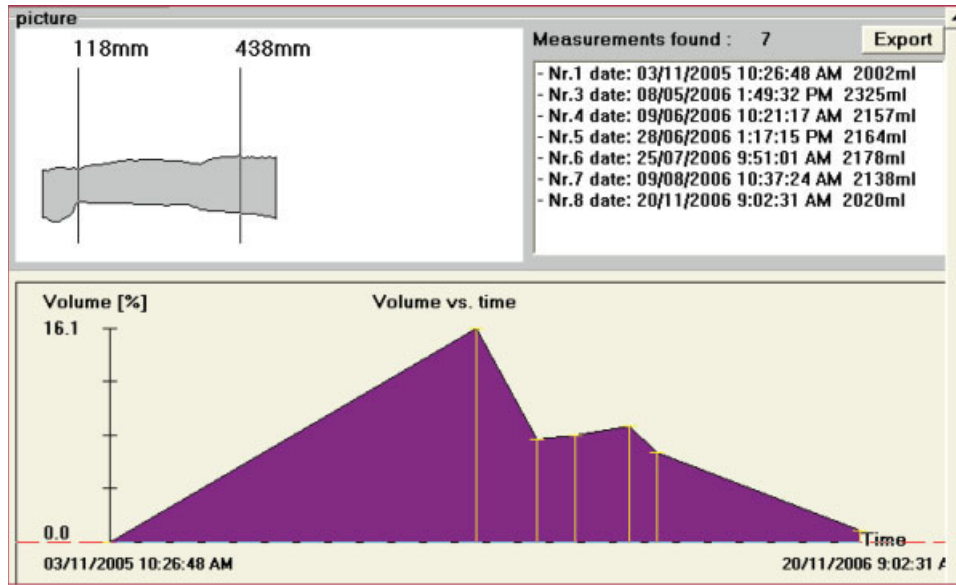 picture
118mm 438mm
Measurements found : 7 Export
- Nr.1 date: 03/11/2005 10:26:48 AM 2002ml
- Nr.3 date: 08/05/2006 1:49:32 PM 2325ml
- Nr.4 date: 09/06/2006 10:21:17 AM 2157ml
- Nr.5 date: 28/06/2006 1:17:15 PM 2164ml
- Nr.6 date: 25/07/2006 9:51:01 AM 2178ml
- Nr.7 date: 09/08/2006 10:37:24 AM 2138ml
- Nr.8 date: 20/11/2006 9:02:31 AM 2020ml
Volume [%] Volume vs. time
16.1
0.0
Time
03/11/2005 10:26:48 AM 20/11/2006 9:02:31 A